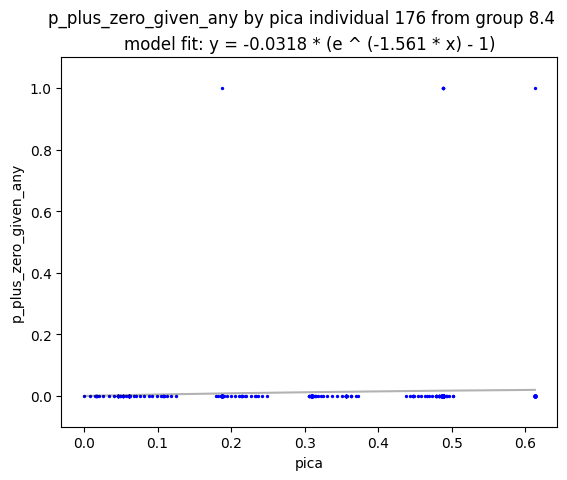 p_plus_zero_given_any by pica individual 176 from group 8.4
model fit: y = -0.0318 * (e ^ (-1.561 * x) - 1)
1.0
0.8
0.6
0.4
0.2
0.0
p_plus_zero_given_any
0.0 0.1 0.2 0.3 0.4 0.5 0.6
pica